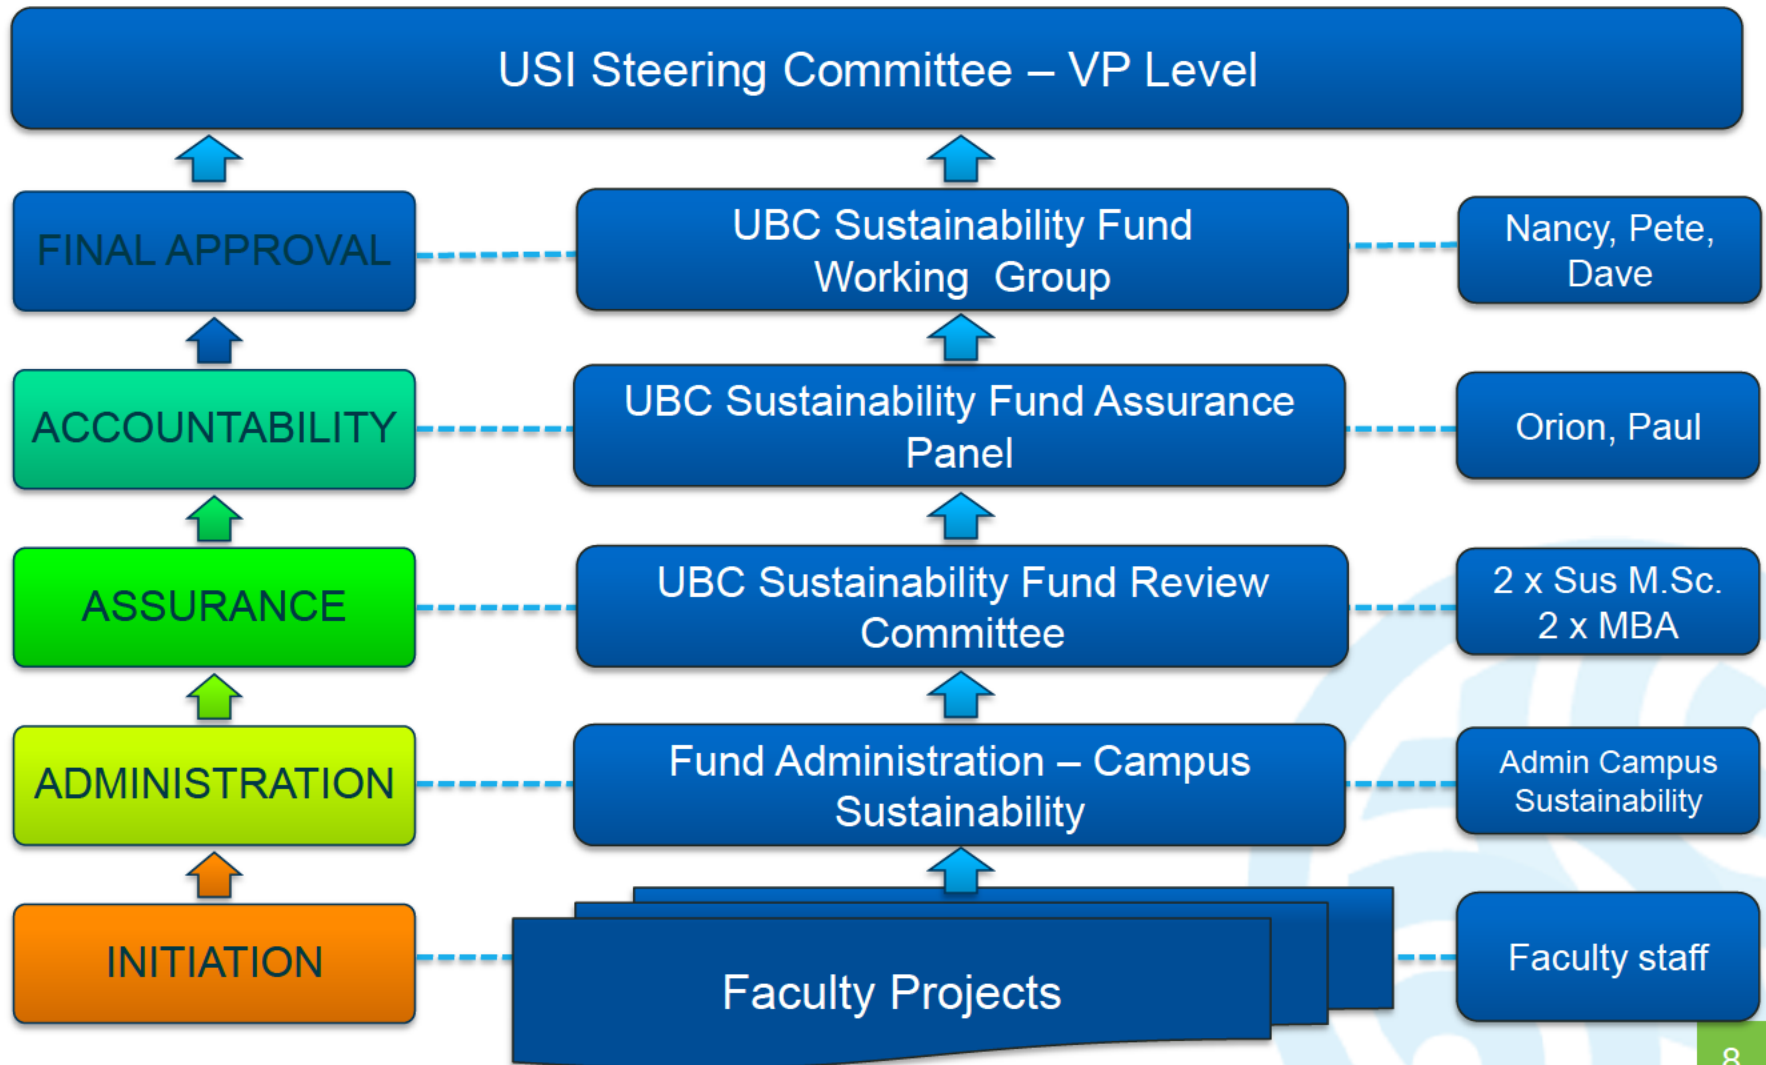 USI Steering Committee – VP Level
FINAL APPROVAL
UBC Sustainability Fund
Working  Group
Nancy, Pete,
Dave
ACCOUNTABILITY
UBC Sustainability Fund Assurance
Panel
Orion, Paul
ASSURANCE
UBC Sustainability Fund Review
Committee
2 x Sus M.Sc.
2 x MBA
ADMINISTRATION
Fund Administration – Campus
Sustainability
Admin Campus
Sustainability
INITIATION
Faculty Projects
Faculty staff
8